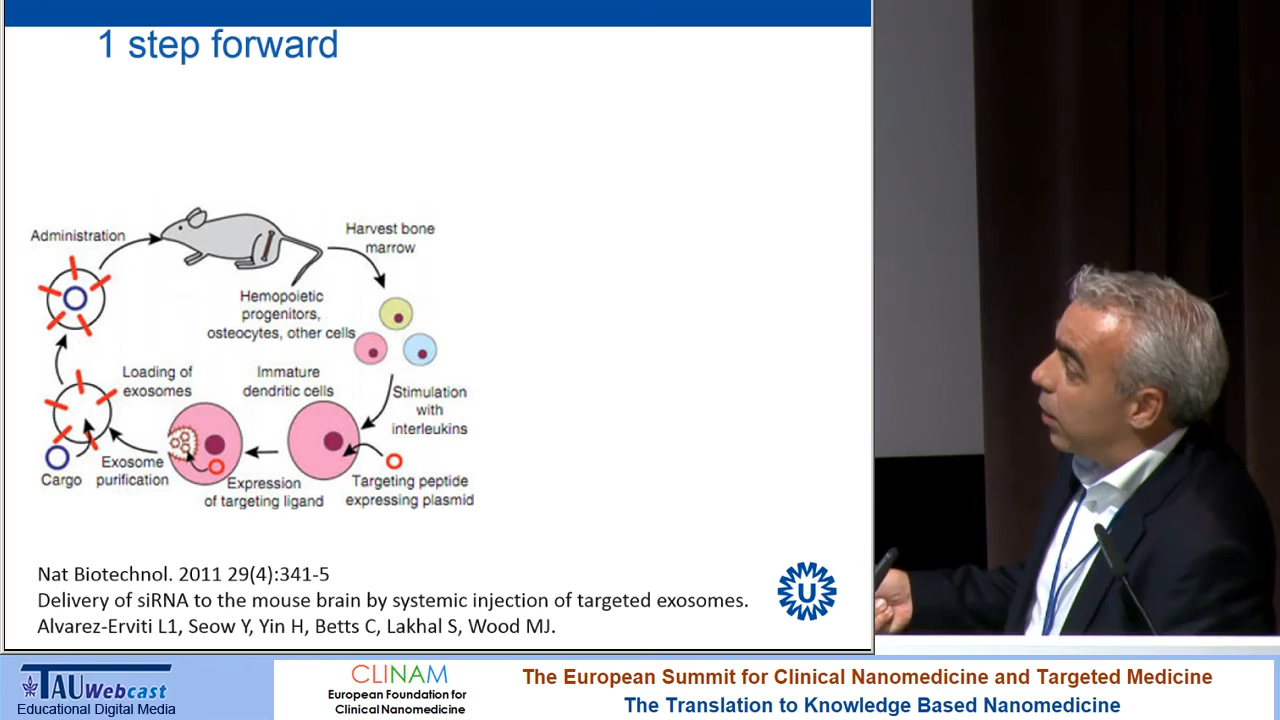 1 step forward
Administration
Harvest bone
marrow
Hemopoietic
progenitors,
osteocytes, other cells
Loading of
exosomes
Immature
dendritic cells
Stimulation
with
interleukins
Cargo
Exosome
purification
Expression
of targeting ligand
Targeting peptide
expressing plasmid
Nat Biotechnol. 2011 29(4):341-5
Delivery of siRNA to the mouse brain by systemic injection of targeted exosomes.
Alvarez-Erviti L1, Seow Y, Yin H, Betts C, Lakhal S, Wood MJ.
U
TAU Webcast
Educational Digital Media
CLINAM
European Foundation for
Clinical Nanomedicine
The European Summit for Clinical Nanomedicine and Targeted Medicine
The Translation to Knowledge Based Nanomedicine